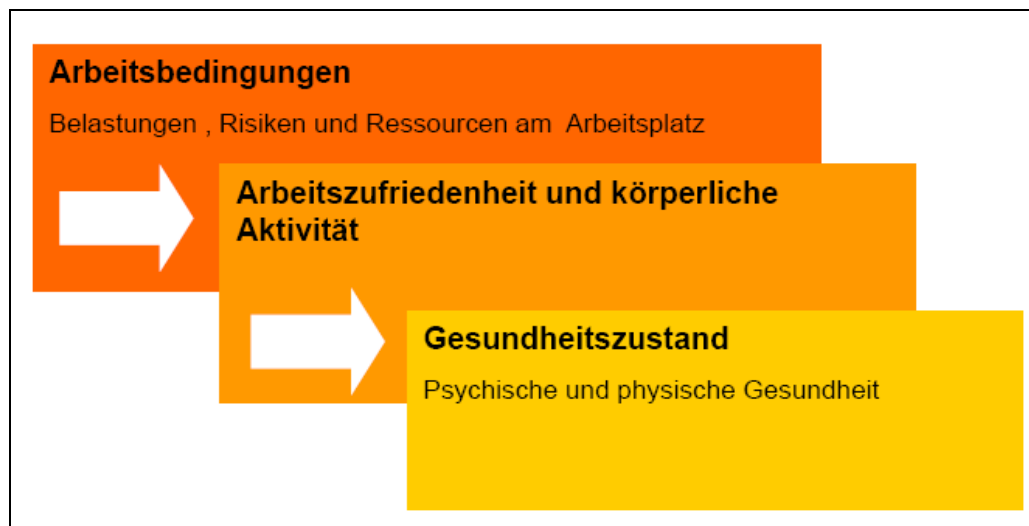 Arbeitsbedingungen
Belastungen , Risiken und Ressourcen am Arbeitsplatz
Arbeitszufriedenheit und körperliche
Aktivität
Gesundheitszustand
Psychische und physische Gesundheit